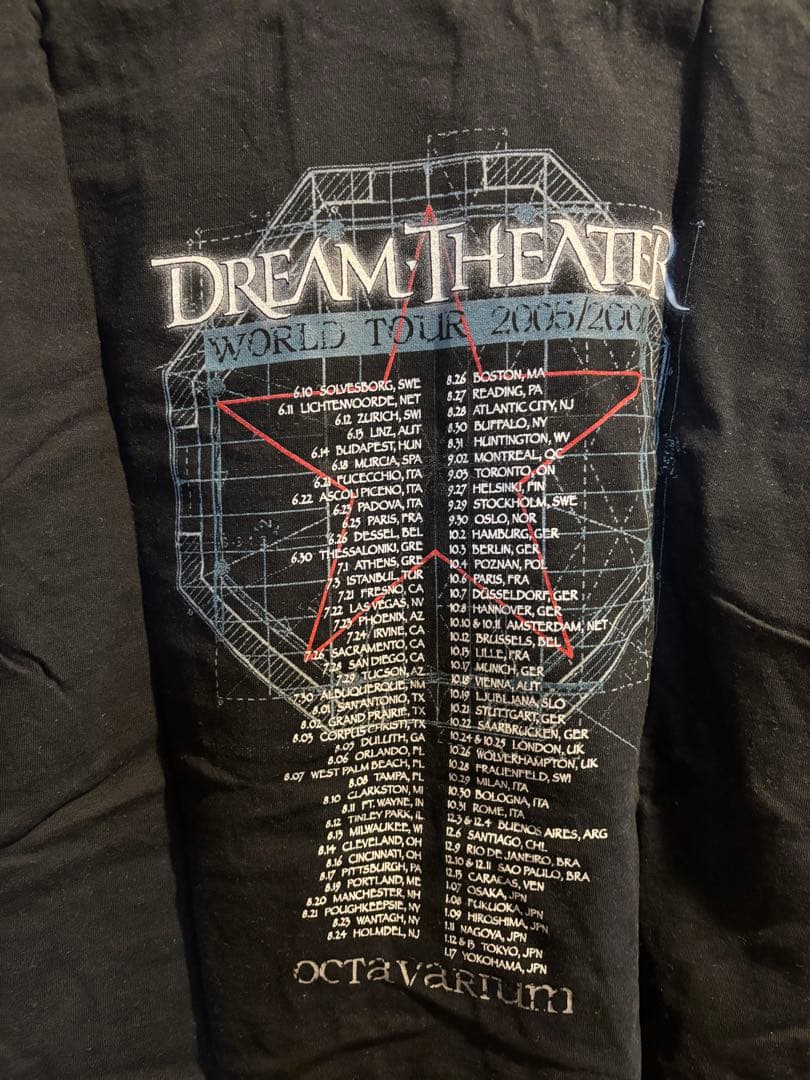 DREAM·THEATER
WORLD TOUR 2005/200
6.10 SOLVESBORG, SWE
6.11 LICHTENVOORDE, NET
6.12 ZURICH, SWI
6.13 LINZ, AUT
6.14 BUDAPEST, HUN
6.18 MURCIA, SPA
6.21 FUCECCHIO, ITA
6.22 ASCOLI PICENO, ITA
6.23 PADOVA, ITA
6.25 PARIS, FRA
6.26 DESSEL, BEL
6.30 THESSALONIKI, GRE
7.1 ATHENS, GRE
7.3 ISTANBUL, TUR
7.21 FRESNO, CA
7.22 LAS VEGAS, NV
7.23 PHOENIX, AZ
7.24 IRVINE, CA
7.26 SACRAMENTO, CA
7.28 SAN DIEGO, CA
7.29 TUCSON, AZ
7.30 ALBUQUERQUE, NM
8.01 SAN ANTONIO, TX
8.02 GRAND PRAIRIE, TX
8.03 CORPUS CHRISTI, TX
8.05 DULUTH, GA
8.06 ORLANDO, FL
8.07 WEST PALM BEACH, FL
8.08 TAMPA, FL
8.10 CLARKSTON, MI
8.11 FT. WAYNE, IN
8.12 TINLEY PARK, IL
8.13 MILWAUKEE, WI
8.14 CLEVELAND, OH
8.16 CINCINNATI, OH
8.17 PITTSBURGH, PA
8.19 PORTLAND, ME
8.20 MANCHESTER, NH
8.21 POUGHKEEPSIE, NY
8.23 WANTAGH, NY
8.24 HOLMDEL, NJ
8.26 BOSTON, MA
8.27 READING, PA
8.28 ATLANTIC CITY, NJ
8.30 BUFFALO, NY
8.31 HUNTINGTON, WV
9.02 MONTREAL, QC
9.03 TORONTO, ON
9.27 HELSINKI, FIN
9.29 STOCKHOLM, SWE
9.30 OSLO, NOR
10.2 HAMBURG, GER
10.3 BERLIN, GER
10.4 POZNAN, POL
10.6 PARIS, FRA
10.7 DÜSSELDORF, GER
10.8 HANNOVER, GER
10.10 & 10.11 AMSTERDAM, NET
10.12 BRUSSELS, BEL
10.13 LILLE, FRA
10.17 MUNICH, GER
10.18 VIENNA, AUT
10.19 LJUBLJANA, SLO
10.21 STUTTGART, GER
10.22 SAARBRÜCKEN, GER
10.24 & 10.25 LONDON, UK
10.26 WOLVERHAMPTON, UK
10.28 FRAUENFELD, SWI
10.29 MILAN, ITA
10.30 BOLOGNA, ITA
10.31 ROME, ITA
12.3 & 12.4 BUENOS AIRES, ARG
12.6 SANTIAGO, CHL
12.9 RIO DE JANEIRO, BRA
12.10 & 12.11 SAO PAULO, BRA
12.13 CARACAS, VEN
1.07 OSAKA, JPN
1.08 FUKUOKA, JPN
1.09 HIROSHIMA, JPN
1.11 NAGOYA, JPN
1.12 & 13 TOKYO, JPN
1.17 YOKOHAMA, JPN
OCTAVARIUM